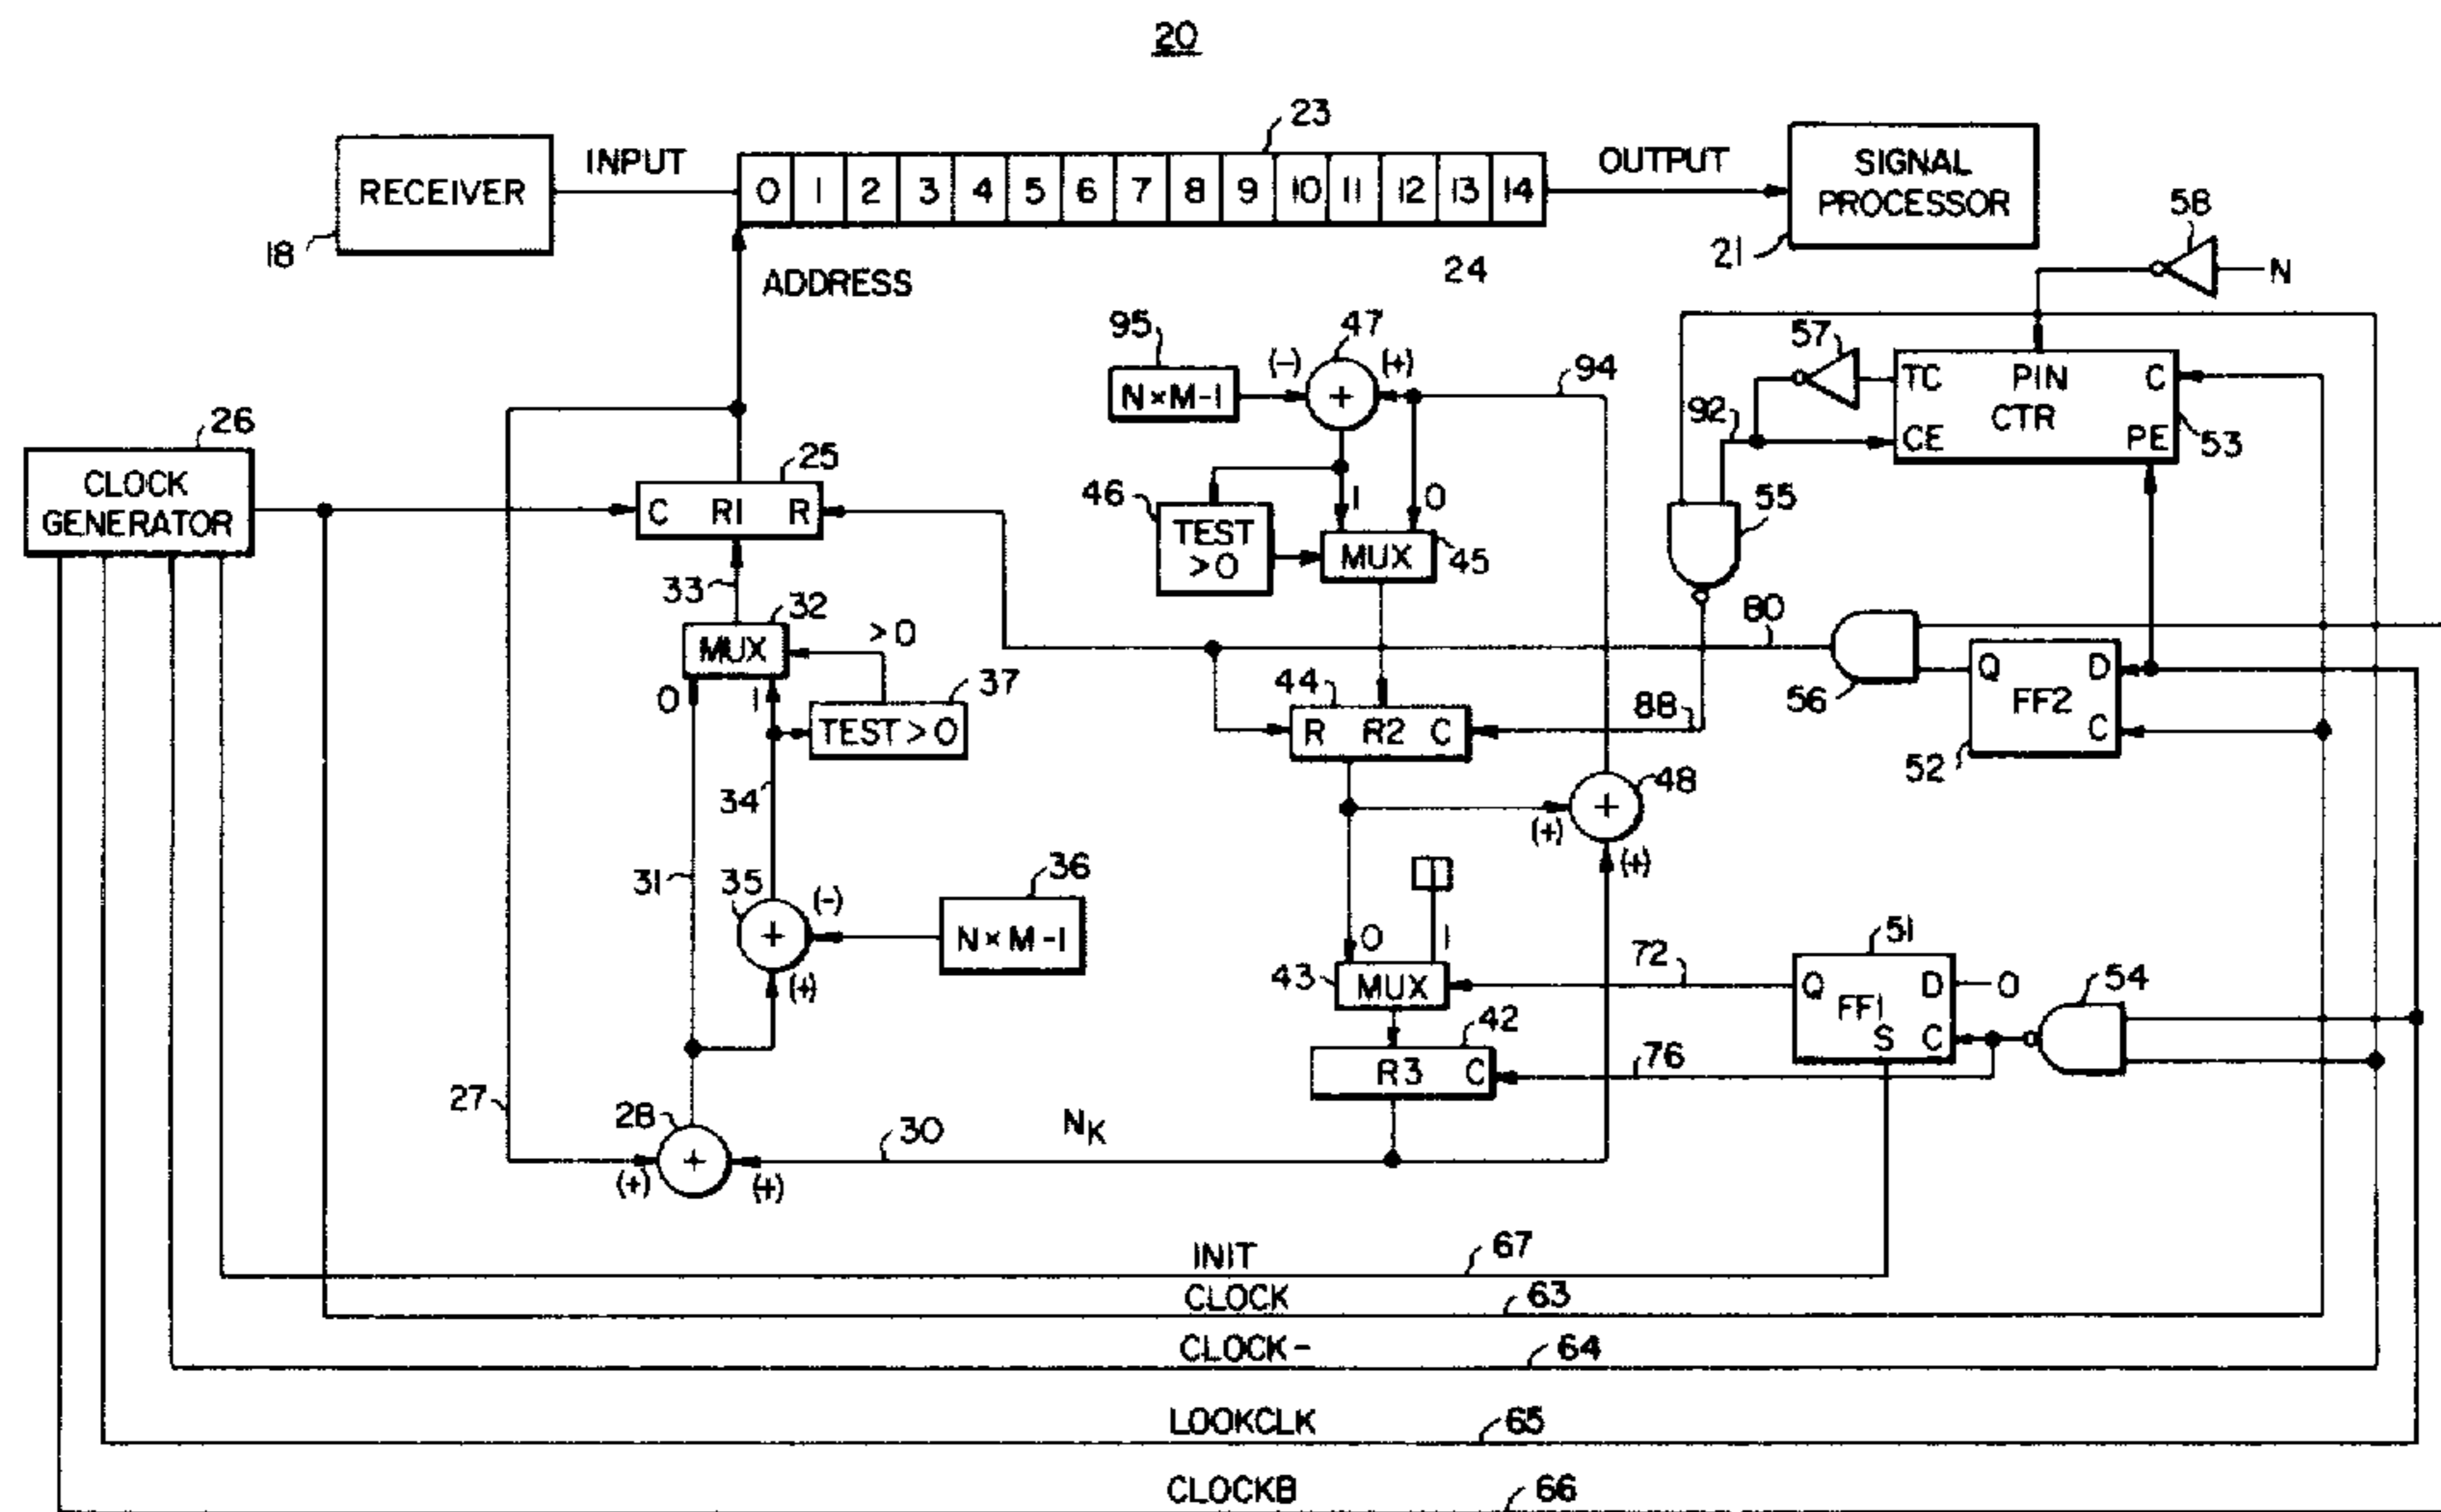 20
23
RECEIVER
18
INPUT
0 1 2 3 4 5 6 7 8 9 10 11 12 13 14
OUTPUT
SIGNAL
PROCESSOR
21
58
N
ADDRESS
24
95
47
(-)
(+)
N×M-1
+
94
57
TC PIN C
CTR
CE PE
53
92
26
CLOCK
GENERATOR
25
C R1 R
46
TEST
>0
1
0
MUX
45
55
33
32
MUX
>0
0
1
37
TEST>0
80
56
Q D
FF2
C
52
44
R R2 C
88
34
48
+
(+)
(+)
31
35
(-)
+
(+)
36
N×M-1
0
1
43
MUX
72
51
Q D
FF1
S C
0
54
42
R3 C
76
27
28
+
(+)
(+)
30
NK
INIT
67
CLOCK
63
CLOCK-
64
LOOKCLK
65
CLOCKB
66